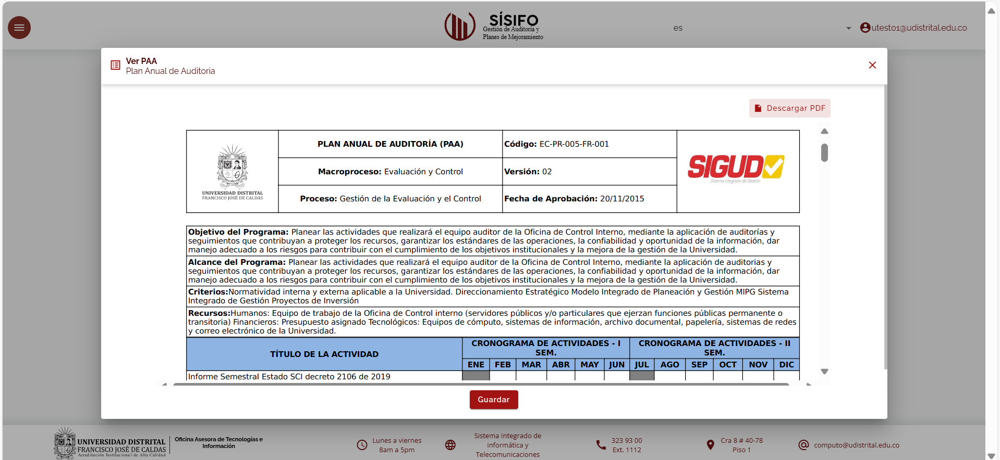 SÍSIFO
Gestión de Auditoría y
Planes de Mejoramiento
es
utest01@udistrital.edu.co
Ver PAA
Plan Anual de Auditoria
Descargar PDF
UNIVERSIDAD DISTRITAL
FRANCISCO JOSÉ DE CALDAS
PLAN ANUAL DE AUDITORÍA (PAA)
Código: EC-PR-005-FR-001
Macroproceso: Evaluación y Control
Versión: 02
Proceso: Gestión de la Evaluación y el Control
Fecha de Aprobación: 20/11/2015
SIGUD
Sistema Integrado de Gestión
Objetivo del Programa: Planear las actividades que realizará el equipo auditor de la Oficina de Control Interno, mediante la aplicación de auditorías y
seguimientos que contribuyan a proteger los recursos, garantizar los estándares de las operaciones, la confiabilidad y oportunidad de la información, dar
manejo adecuado a los riesgos para contribuir con el cumplimiento de los objetivos institucionales y la mejora de la gestión de la Universidad.
Alcance del Programa: Planear las actividades que realizará el equipo auditor de la Oficina de Control Interno, mediante la aplicación de auditorias y
seguimientos que contribuyan a proteger los recursos, garantizar los estándares de las operaciones, la confiabilidad y oportunidad de la información, dar
manejo adecuado a los riesgos para contribuir con el cumplimiento de los objetivos institucionales y la mejora de la gestión de la Universidad.
Criterios:Normatividad interna y externa aplicable a la Universidad. Direccionamiento Estratégico Modelo Integrado de Planeación y Gestión MIPG Sistema
Integrado de Gestión Proyectos de Inversión
Recursos:Humanos: Equipo de trabajo de la Oficina de Control interno (servidores públicos y/o particulares que ejerzan funciones públicas permanente o
transitoria) Financieros: Presupuesto asignado Tecnológicos: Equipos de cómputo, sistemas de información, archivo documental, papelería, sistemas de redes
y correo electrónico de la Universidad.
TÍTULO DE LA ACTIVIDAD
CRONOGRAMA DE ACTIVIDADES - I
SEM.
CRONOGRAMA DE ACTIVIDADES - II
SEM.
ENE FEB MAR ABR MAY JUN JUL AGO SEP OCT NOV DIC
Informe Semestral Estado SCI decreto 2106 de 2019
Guardar
UNIVERSIDAD DISTRITAL
FRANCISCO JOSÉ DE CALDAS
Acreditación Institucional de Alta Calidad
Oficina Asesora de Tecnologías e
Información
Lunes a viernes
8am a 5pm
Sistema Integrado de
informática y
Telecomunicaciones
323 93 00
Ext. 1112
Cra 8 # 40-78
Piso 1
computo@udistrital.edu.co